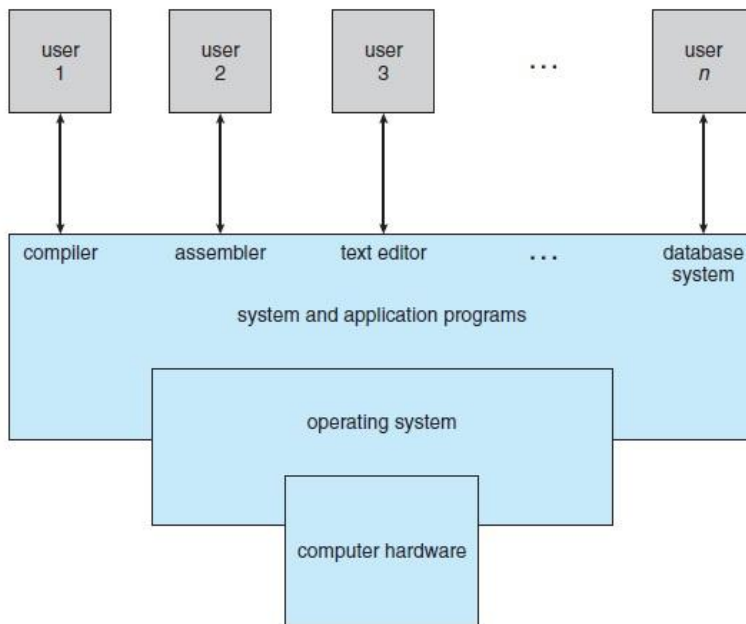 user
1
user
2
user
3
...
user
n
compiler
assembler
text editor
...
database
system
system and application programs
operating system
computer hardware